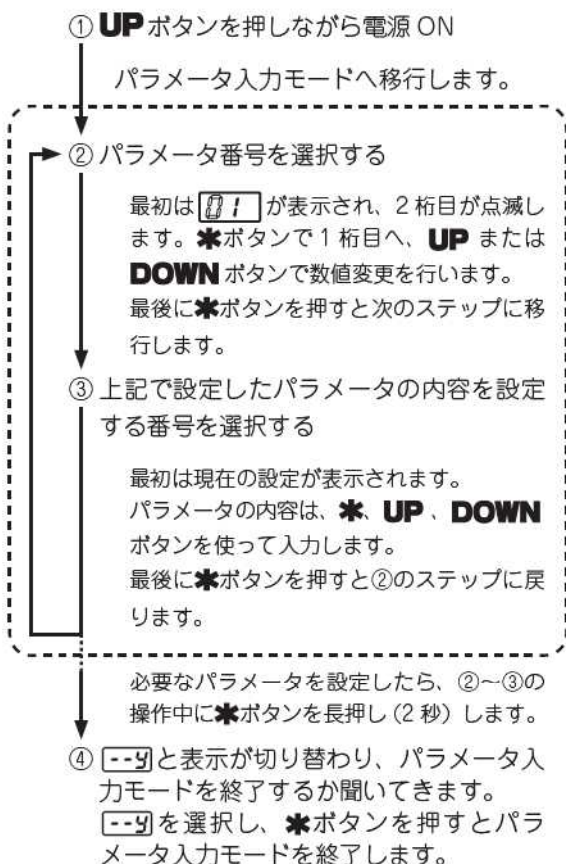 ① UPボタンを押しながら電源 ON
パラメータ入力モードへ移行します。
② パラメータ番号を選択する
最初は 01 が表示され、2 桁目が点滅し
ます。✱ボタンで 1 桁目へ、UP または
DOWN ボタンで数値変更を行います。
最後に✱ボタンを押すと次のステップに移
行します。
③ 上記で設定したパラメータの内容を設定
する番号を選択する
最初は現在の設定が表示されます。
パラメータの内容は、✱、UP 、DOWN
ボタンを使って入力します。
最後に✱ボタンを押すと②のステップに戻
ります。
必要なパラメータを設定したら、②〜③の
操作中に✱ボタンを長押し(2 秒) します。
④ --y と表示が切り替わり、パラメータ入
力モードを終了するか聞いてきます。
--y を選択し、✱ボタンを押すとパラ
メータ入力モードを終了します。